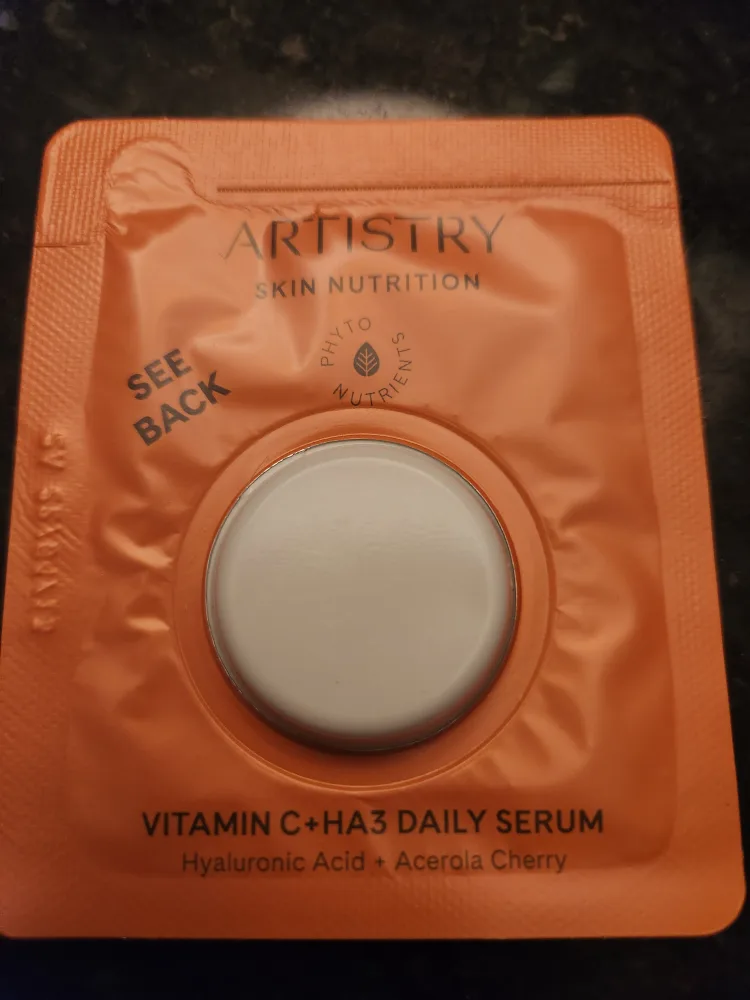 ARTISTRY
SKIN NUTRITION
PHYTO
NUTRIENTS
SEE
BACK
VITAMIN C+HA3 DAILY SERUM
Hyaluronic Acid + Acerola Cherry